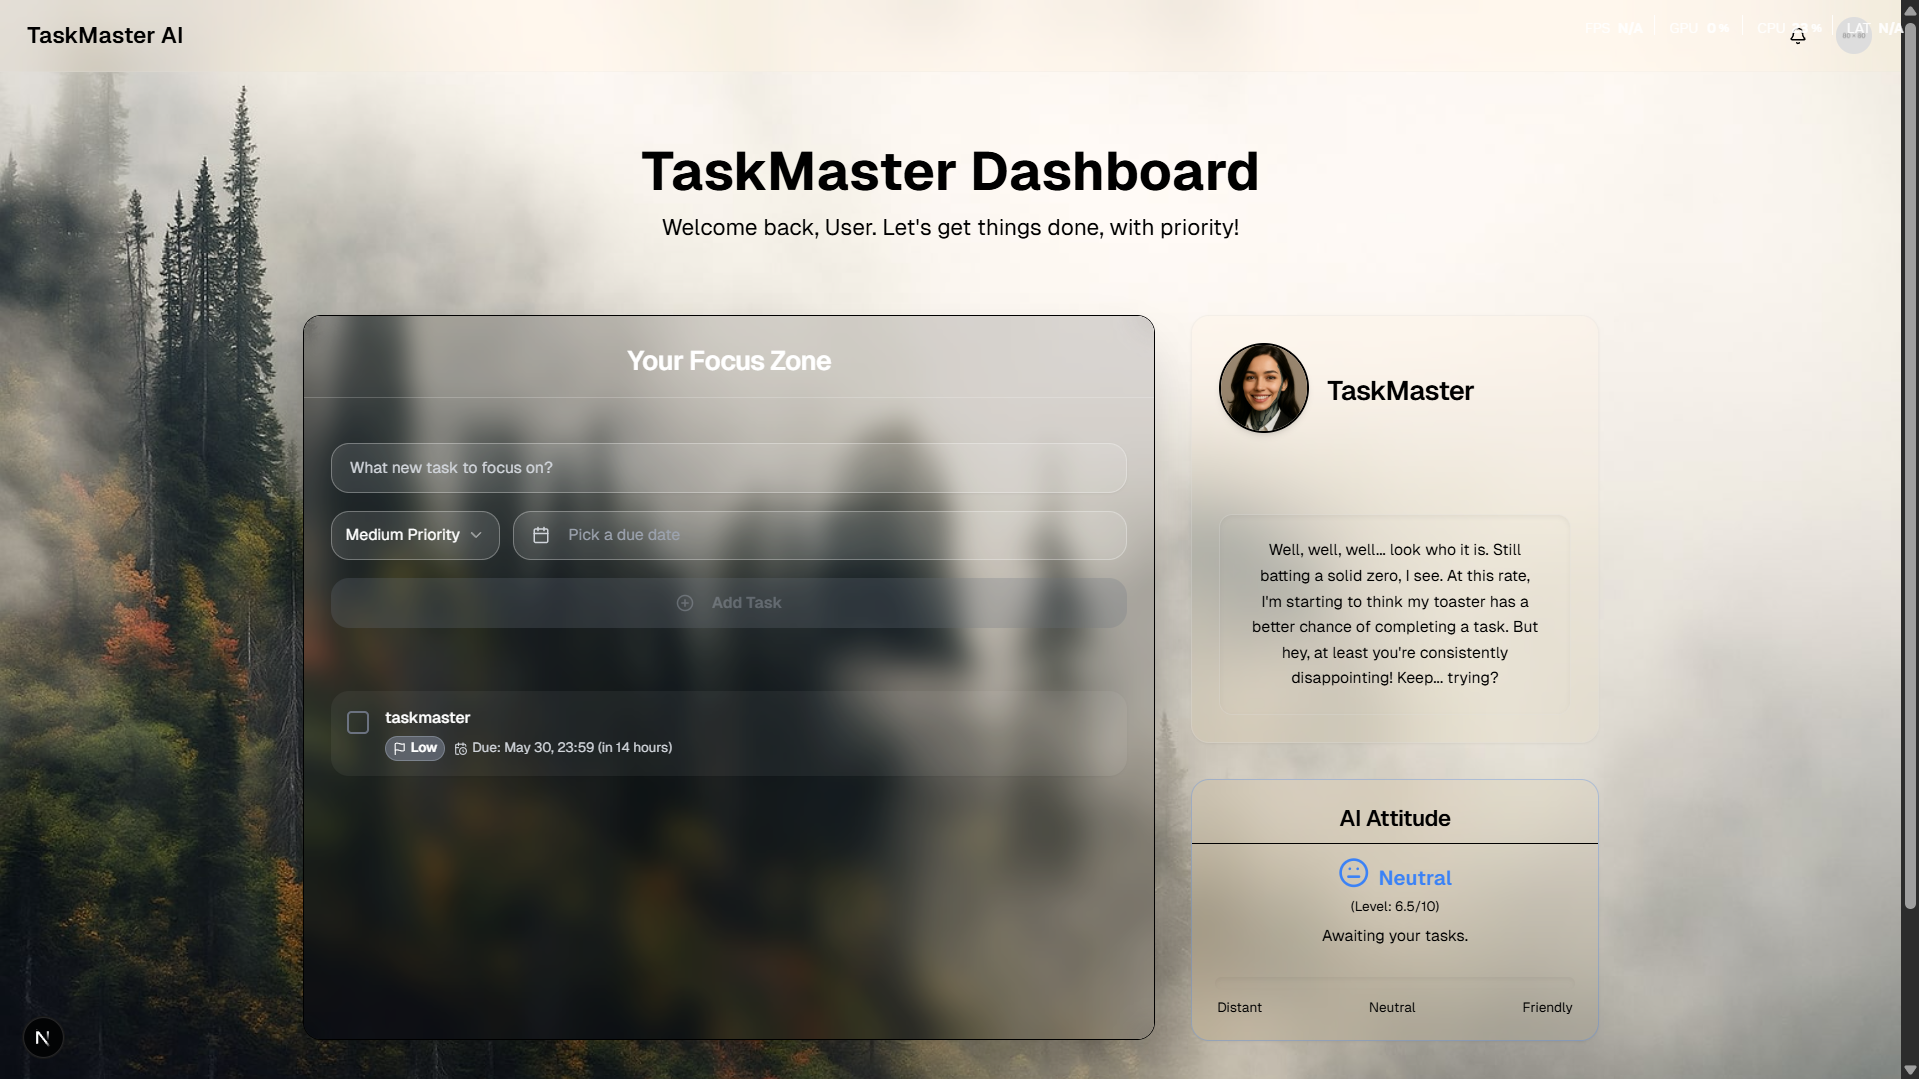 TaskMaster AI
FPS N/A GPU 0% CPU % LAT N/A
TaskMaster Dashboard
Welcome back, User. Let's get things done, with priority!
Your Focus Zone
What new task to focus on?
Medium Priority
Pick a due date
Add Task
taskmaster
Low
Due: May 30, 23:59 (in 14 hours)
TaskMaster
Well, well, well... look who it is. Still
batting a solid zero, I see. At this rate,
I'm starting to think my toaster has a
better chance of completing a task. But
hey, at least you're consistently
disappointing! Keep... trying?
AI Attitude
Neutral
(Level: 6.5/10)
Awaiting your tasks.
Distant
Neutral
Friendly
N